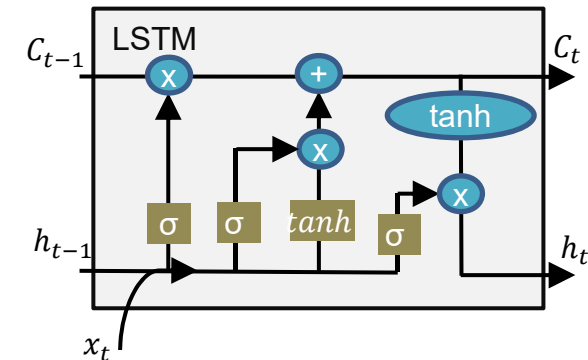 LSTM
C_{t-1}
C_t
x
+
tanh
x
x
σ
σ
tanh
σ
h_{t-1}
h_t
x_t